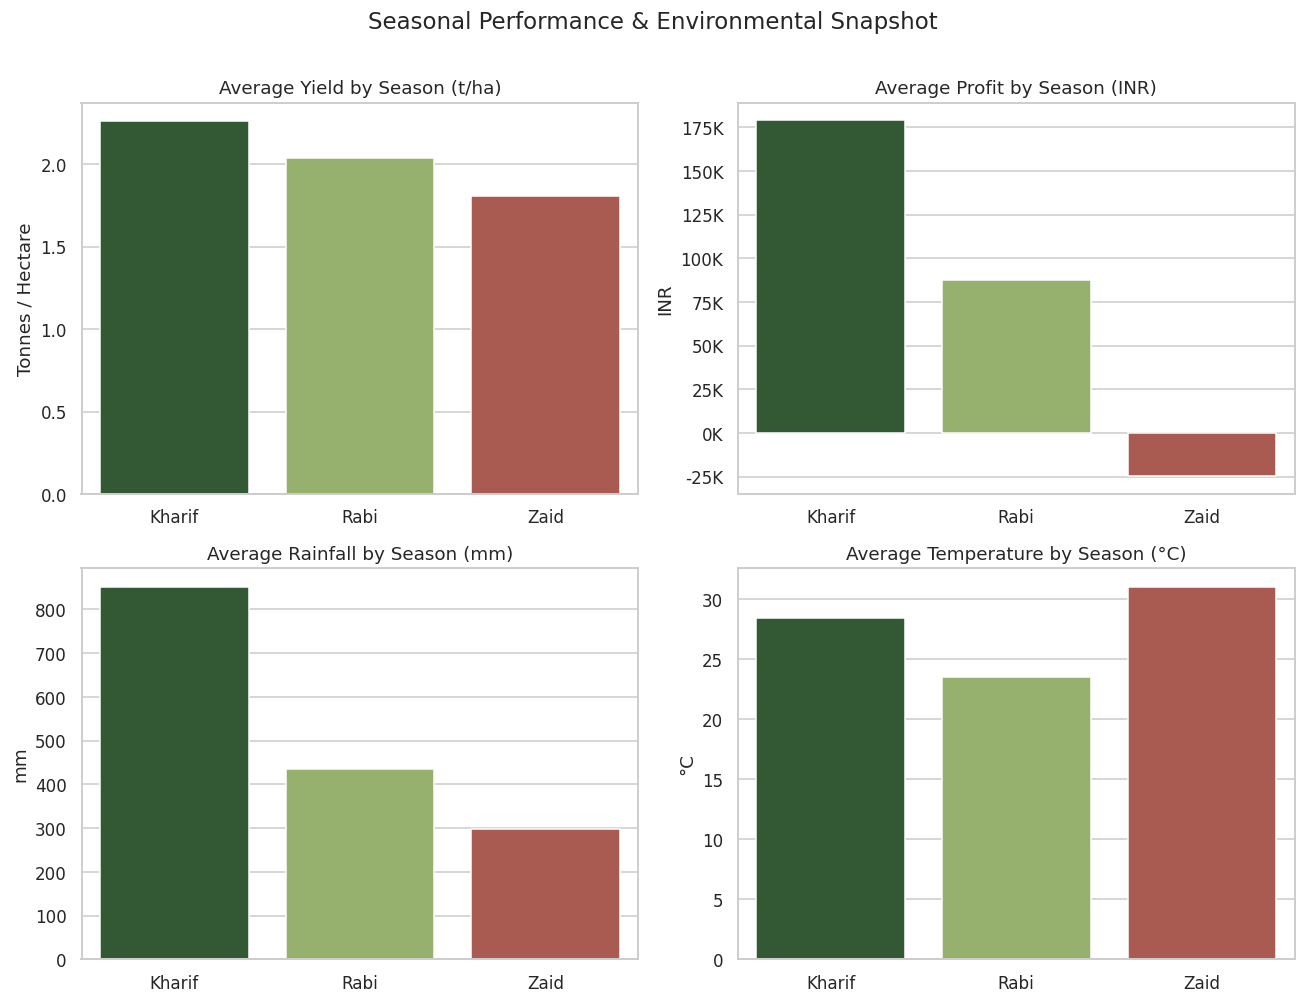 Seasonal Performance & Environmental Snapshot
Average Yield by Season (t/ha)
Tonnes / Hectare
2.0
1.5
1.0
0.5
0.0
Kharif Rabi Zaid
Average Profit by Season (INR)
INR
175K
150K
125K
100K
75K
50K
25K
0K
-25K
Kharif Rabi Zaid
Average Rainfall by Season (mm)
mm
800
700
600
500
400
300
200
100
0
Kharif Rabi Zaid
Average Temperature by Season (°C)
°C
30
25
20
15
10
5
0
Kharif Rabi Zaid